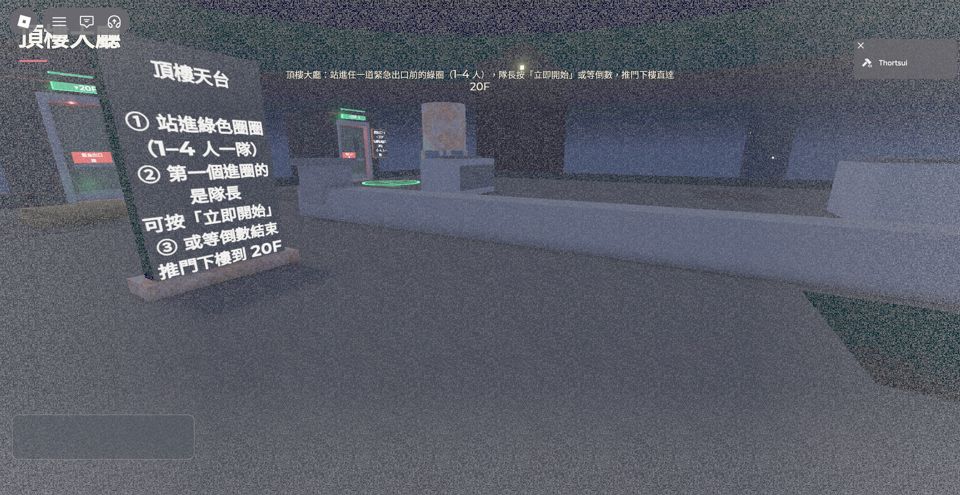 頂樓大廳
頂樓大廳：站進任一道緊急出口前的綠圈（1–4 人），隊長按「立即開始」或等倒數，推門下樓直達
20F
Thortsui
頂樓天台
① 站進綠色圈圈
（1–4 人一隊）
② 第一個進圈的
是隊長
可按「立即開始」
③ 或等倒數結束
推門下樓到 20F